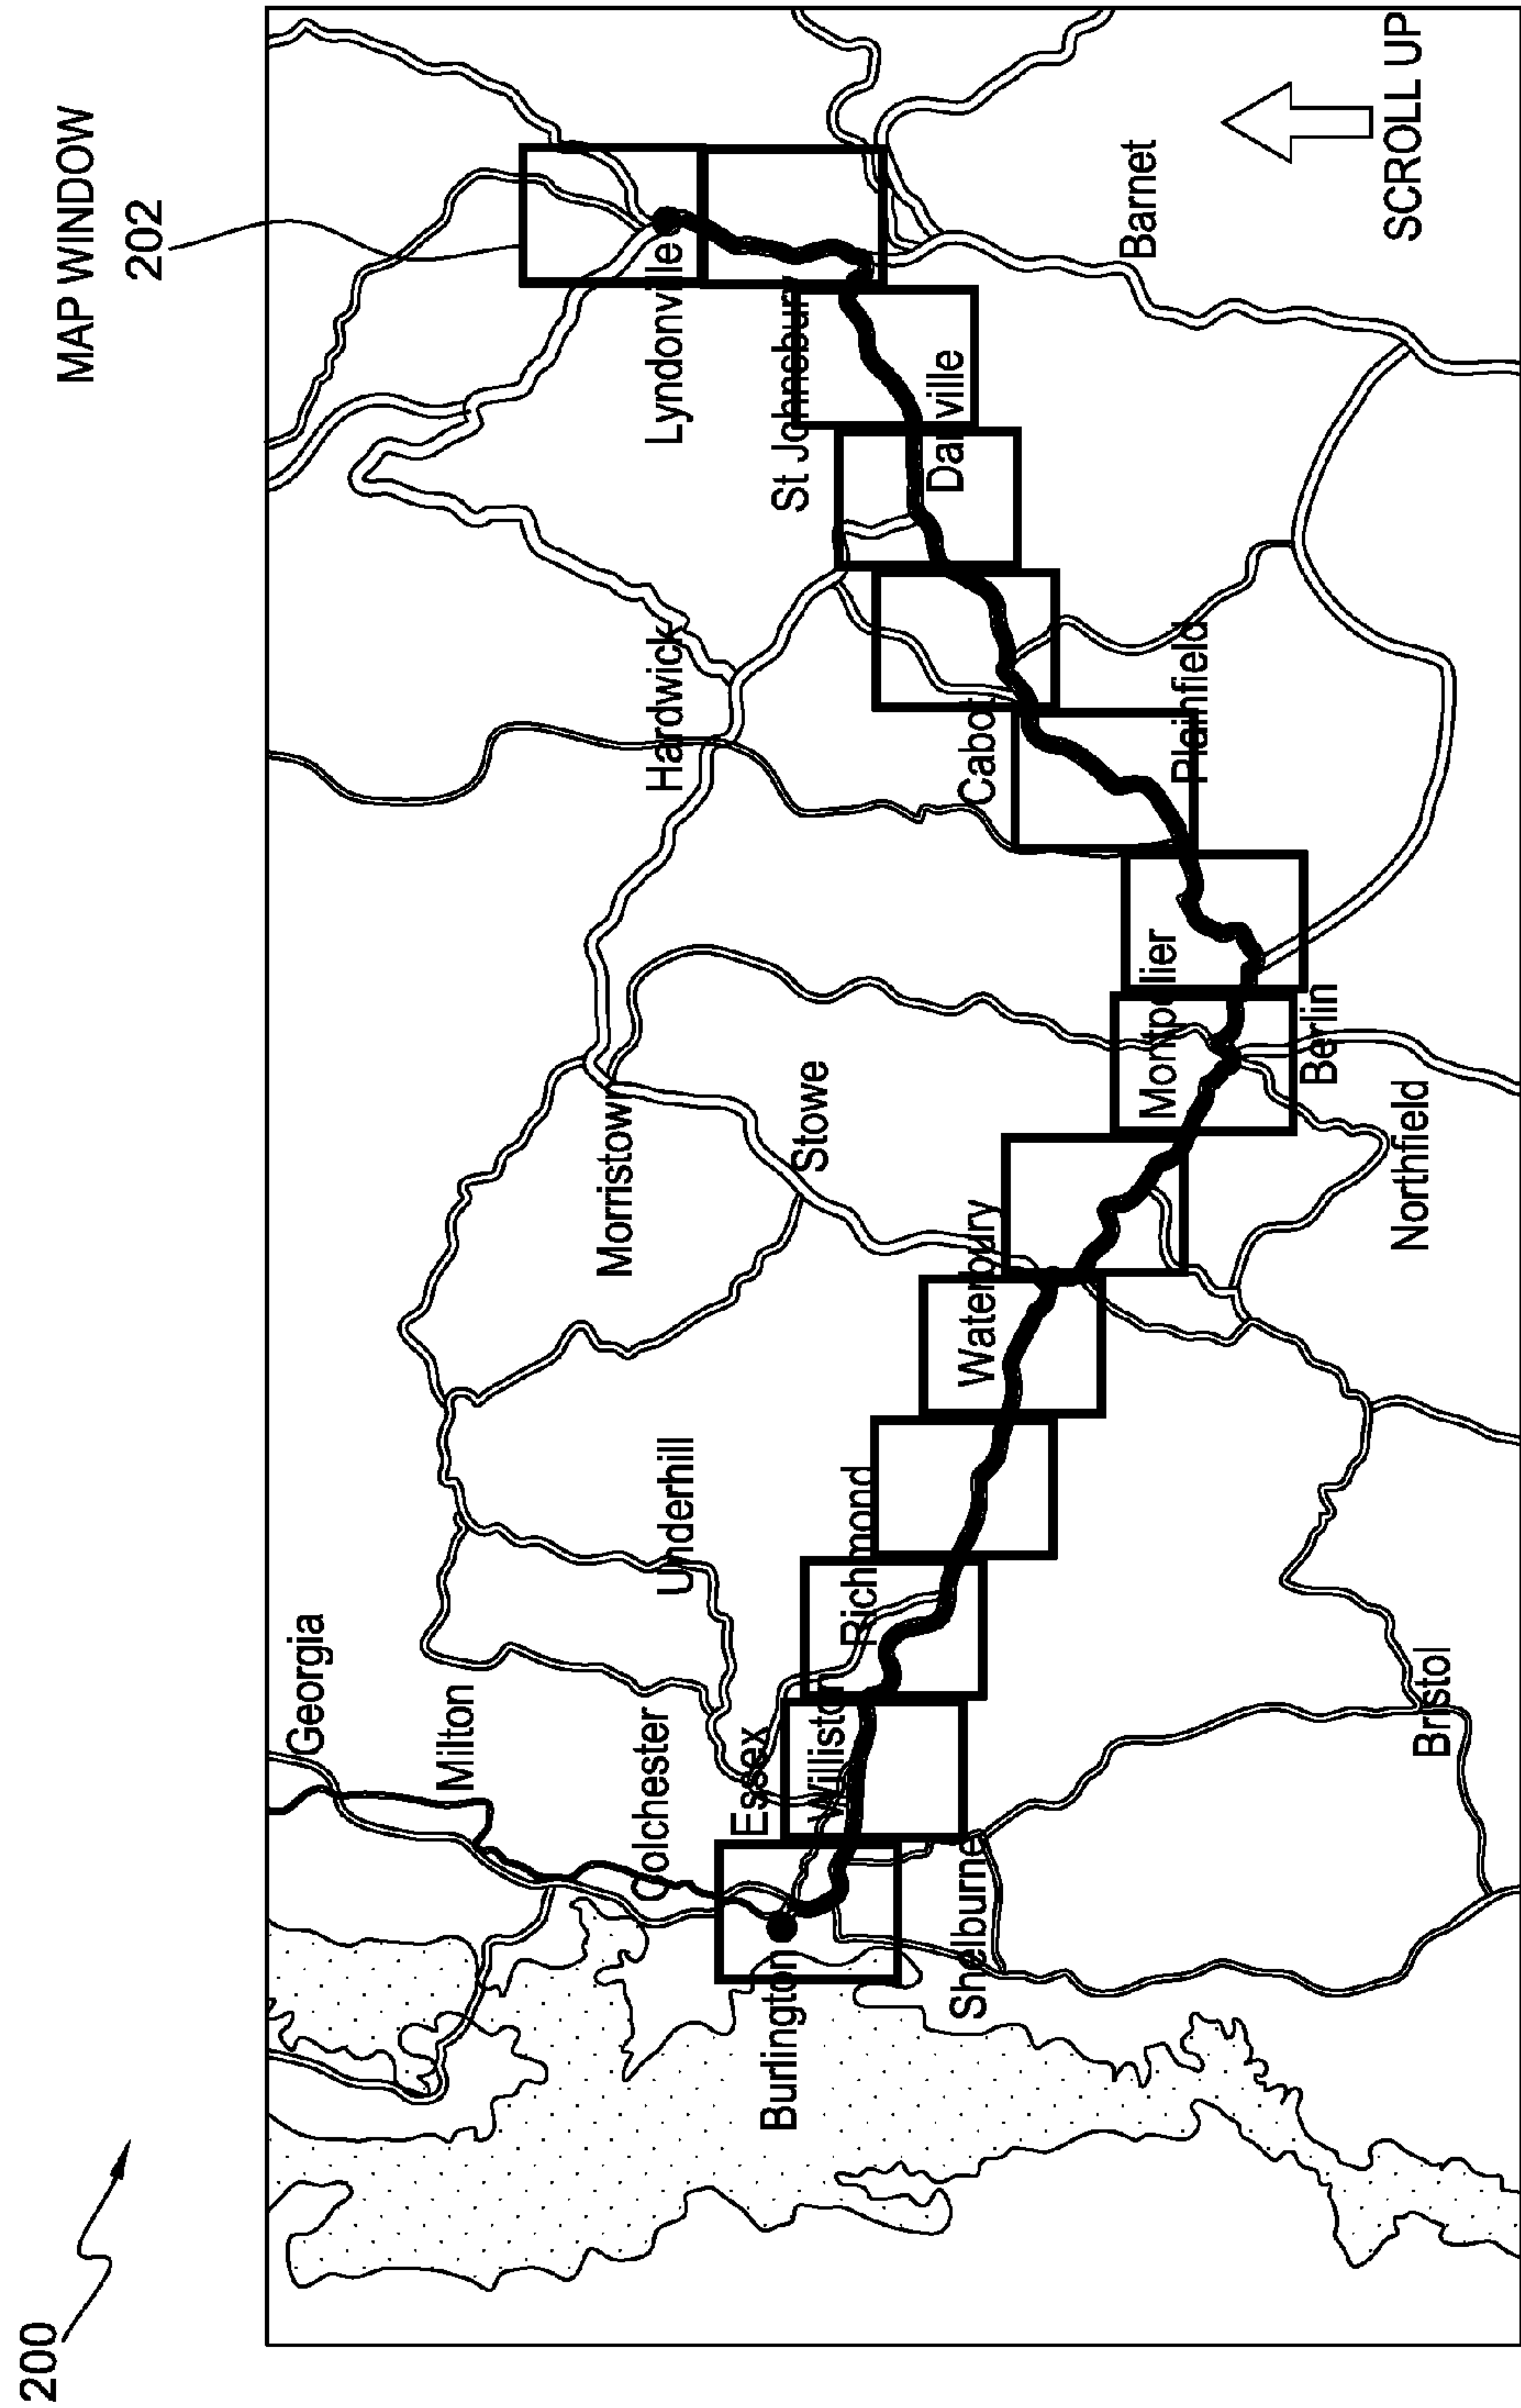 200
MAP WINDOW
202
Georgia
Milton
Colchester
Underhill
Morristown
Hardwick
Lyndonville
Essex
Burlington
Williston
Stowe
St Johnsbury
Richmond
Danville
Shelburne
Waterbury
Cabot
Montpelier
Plainfield
Barnet
Berlin
Bristol
Northfield
SCROLL UP